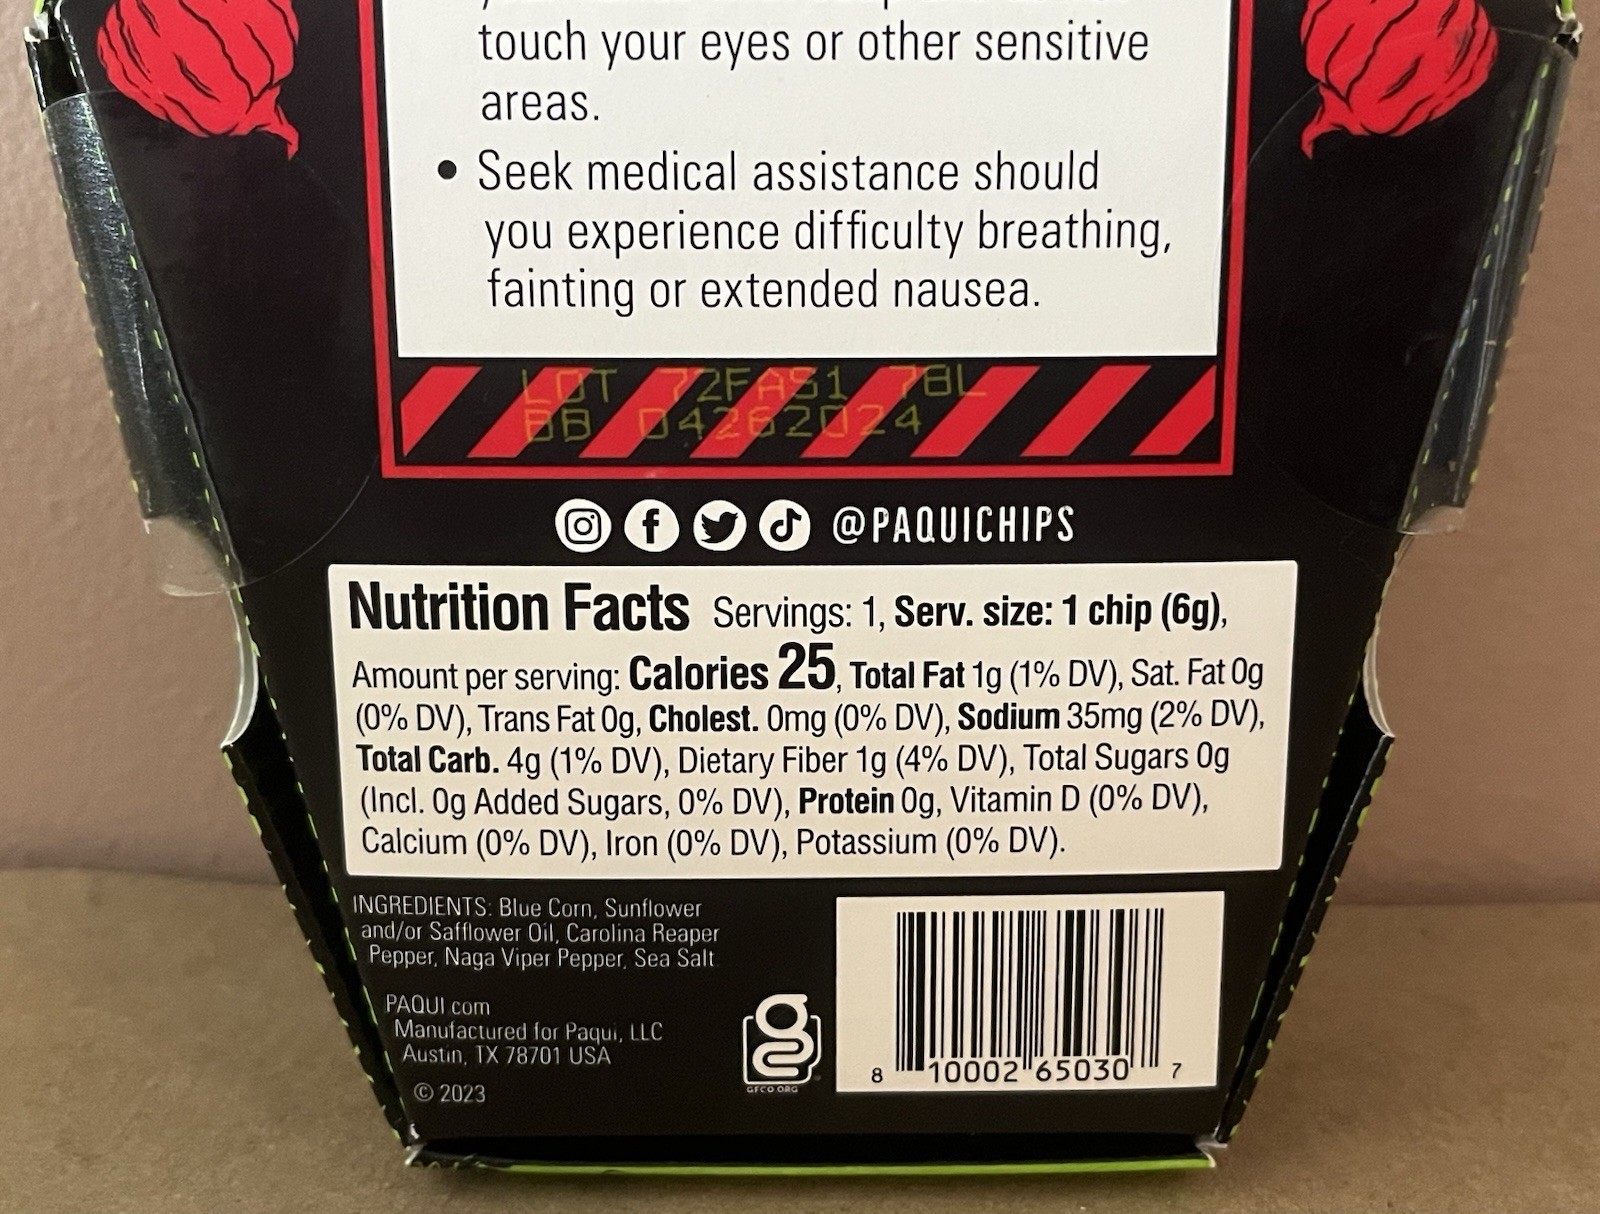 touch your eyes or other sensitive
areas.
• Seek medical assistance should
you experience difficulty breathing,
fainting or extended nausea.
LOT 72FAS1 78L
BB 04262024
@PAQUICHIPS
Nutrition Facts Servings: 1, Serv. size: 1 chip (6g),
Amount per serving: Calories 25, Total Fat 1g (1% DV), Sat. Fat 0g
(0% DV), Trans Fat 0g, Cholest. 0mg (0% DV), Sodium 35mg (2% DV),
Total Carb. 4g (1% DV), Dietary Fiber 1g (4% DV), Total Sugars 0g
(Incl. 0g Added Sugars, 0% DV), Protein 0g, Vitamin D (0% DV),
Calcium (0% DV), Iron (0% DV), Potassium (0% DV).
INGREDIENTS: Blue Corn, Sunflower
and/or Safflower Oil, Carolina Reaper
Pepper, Naga Viper Pepper, Sea Salt.
PAQUI.com
Manufactured for Paqui, LLC
Austin, TX 78701 USA
© 2023
GFCO.ORG
8 10002 65030 7